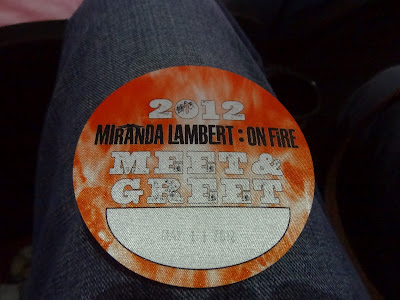 2012
MIRANDA LAMBERT : ON FIRE
MEET &
GREET